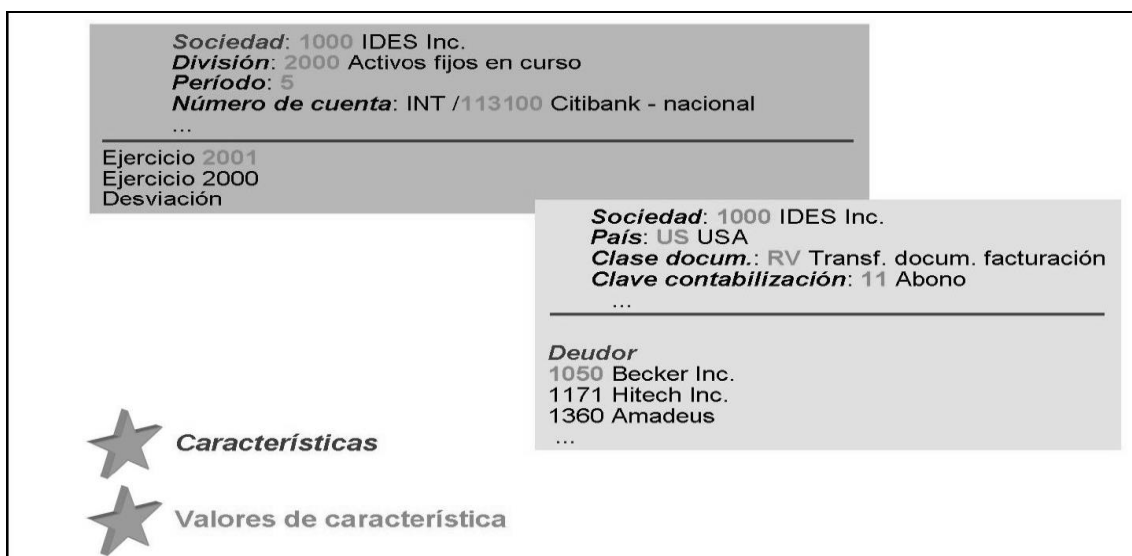 Sociedad: 1000 IDES Inc.
División: 2000 Activos fijos en curso
Período: 5
Número de cuenta: INT /113100 Citibank - nacional
...
Ejercicio 2001
Ejercicio 2000
Desviación
Sociedad: 1000 IDES Inc.
País: US USA
Clase docum.: RV Transf. docum. facturación
Clave contabilización: 11 Abono
...
Deudor
1050 Becker Inc.
1171 Hitech Inc.
1360 Amadeus
...
Características
Valores de característica